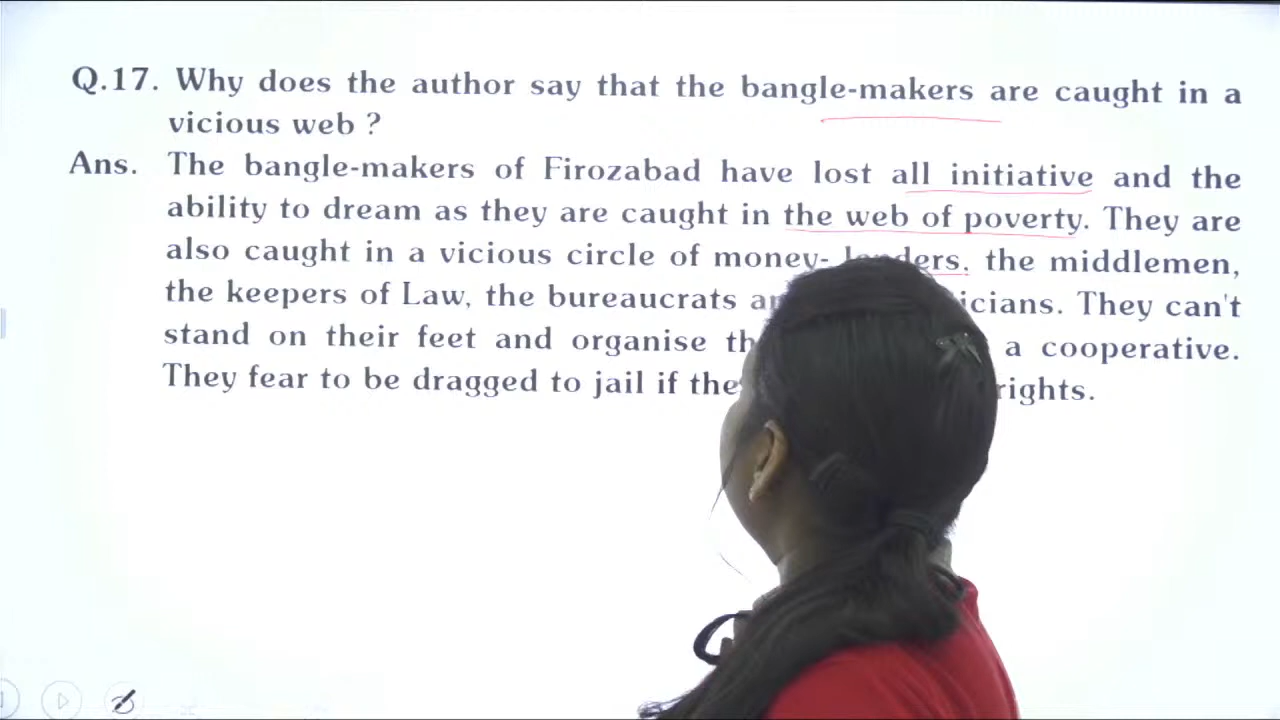 Q.17. Why does the author say that the bangle-makers are caught in a
vicious web ?
Ans. The bangle-makers of Firozabad have lost all initiative and the
ability to dream as they are caught in the web of poverty. They are
also caught in a vicious circle of money- lenders, the middlemen,
the keepers of Law, the bureaucrats icians. They can't
stand on their feet and organise a cooperative.
They fear to be dragged to jail if rights.